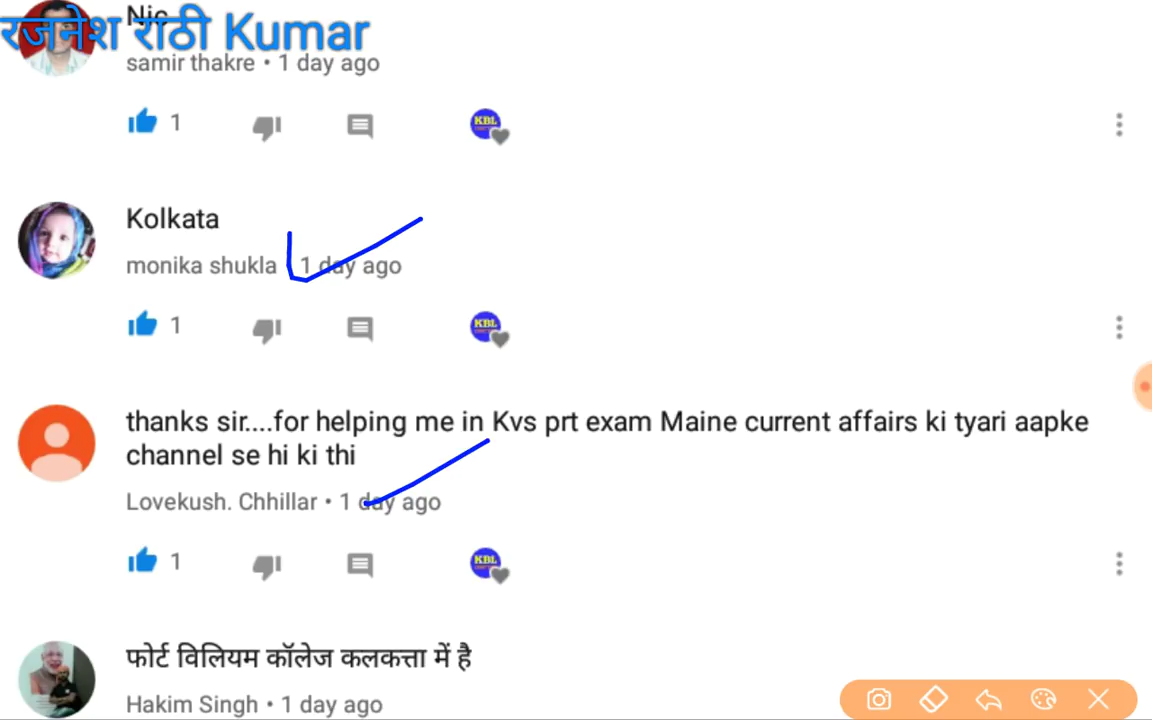 रजनेश राठी Kumar
Nic
samir thakre • 1 day ago
1
KBL
Kolkata
monika shukla 1 day ago
1
KBL
thanks sir....for helping me in Kvs prt exam Maine current affairs ki tyari aapke
channel se hi ki thi
Lovekush. Chhillar • 1 day ago
1
KBL
फोर्ट विलियम कॉलेज कलकत्ता में है
Hakim Singh • 1 day ago